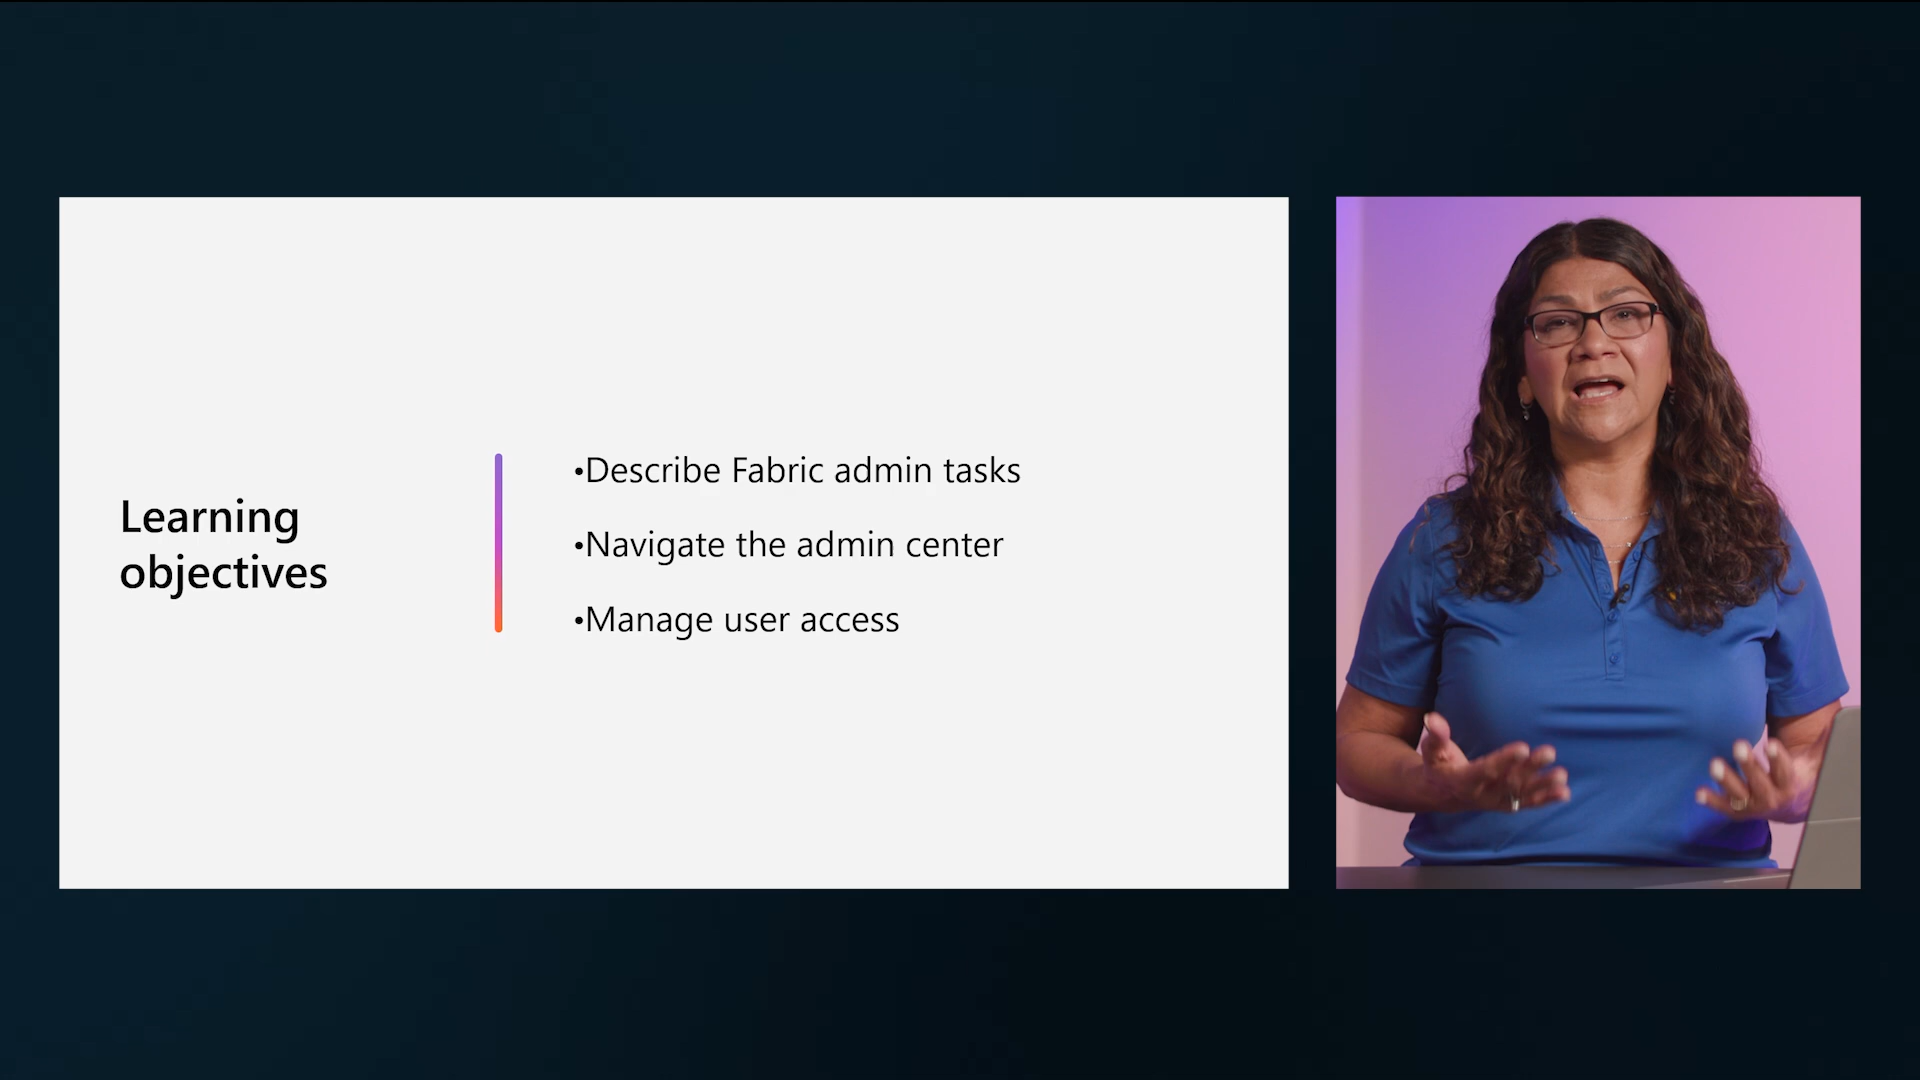 Learning
objectives
•Describe Fabric admin tasks
•Navigate the admin center
•Manage user access